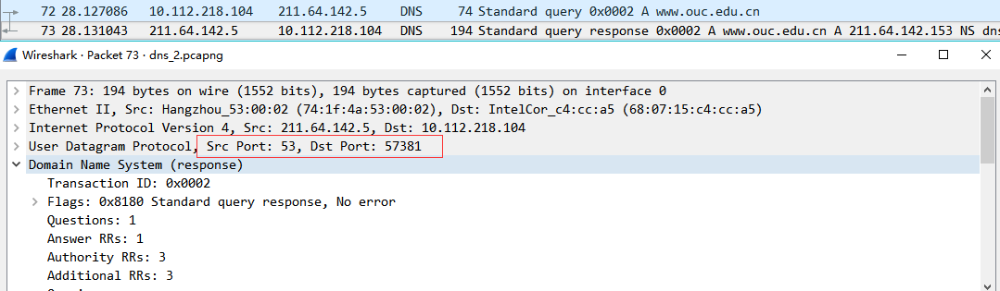 72 28.127086 10.112.218.104 211.64.142.5 DNS 74 Standard query 0x0002 A www.ouc.edu.cn
73 28.131043 211.64.142.5 10.112.218.104 DNS 194 Standard query response 0x0002 A www.ouc.edu.cn A 211.64.142.153 NS dns
Wireshark · Packet 73 · dns_2.pcapng
Frame 73: 194 bytes on wire (1552 bits), 194 bytes captured (1552 bits) on interface 0
Ethernet II, Src: Hangzhou_53:00:02 (74:1f:4a:53:00:02), Dst: IntelCor_c4:cc:a5 (68:07:15:c4:cc:a5)
Internet Protocol Version 4, Src: 211.64.142.5, Dst: 10.112.218.104
User Datagram Protocol, Src Port: 53, Dst Port: 57381
Domain Name System (response)
Transaction ID: 0x0002
Flags: 0x8180 Standard query response, No error
Questions: 1
Answer RRs: 1
Authority RRs: 3
Additional RRs: 3